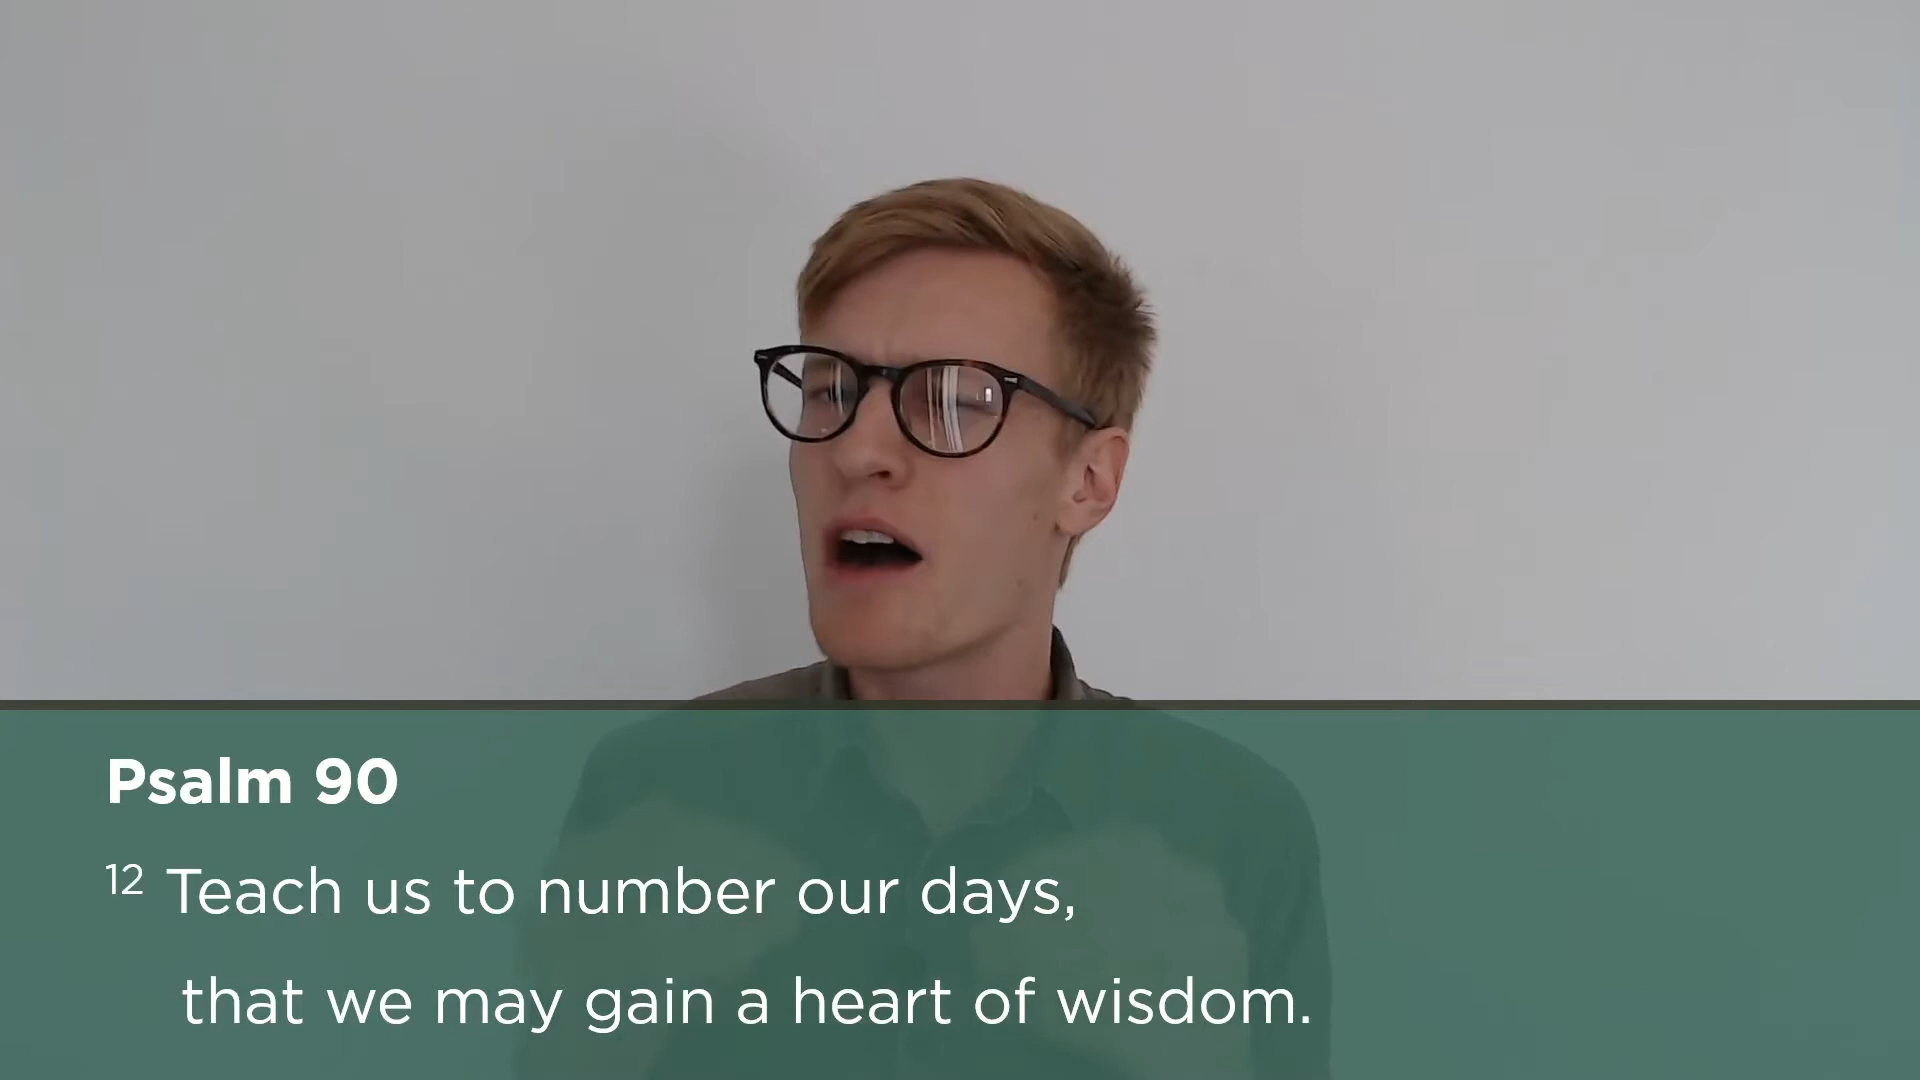 Psalm 90
12 Teach us to number our days,
that we may gain a heart of wisdom.